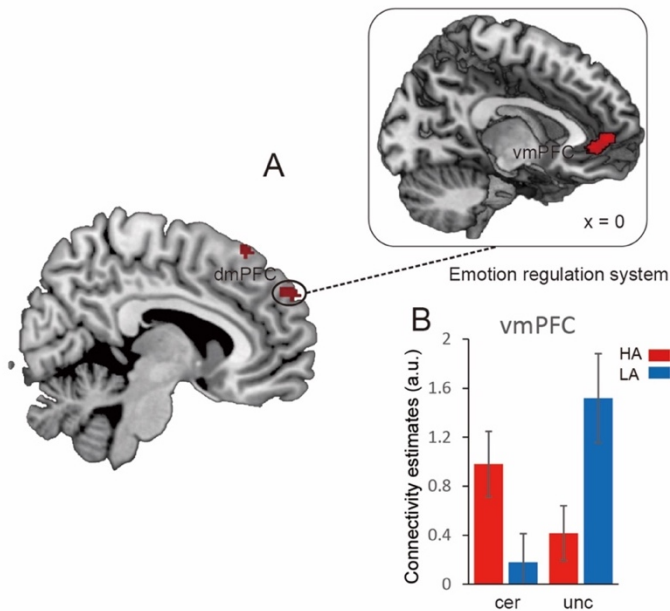 A
vmPFC
x = 0
dmPFC
Emotion regulation system
B
vmPFC
HA
LA
Connectivity estimates (a.u.)
2
1.6
1.2
0.8
0.4
0
cer unc